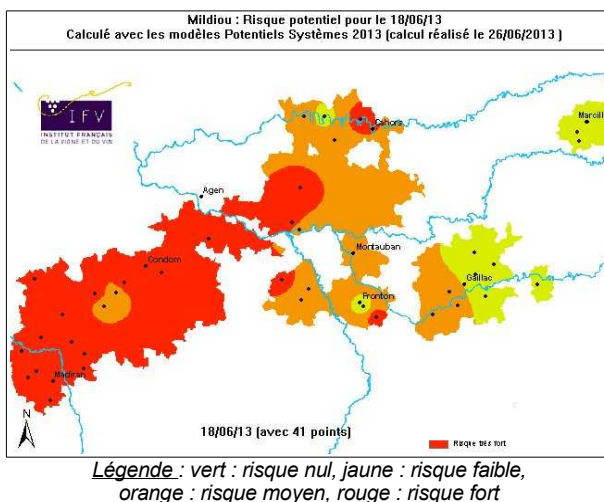 Mildiou : Risque potentiel pour le 18/06/13
Calculé avec les modèles Potentiels Systèmes 2013 (calcul réalisé le 26/06/2013 )
IFV
INSTITUT FRANÇAIS
DE LA VIGNE ET DU VIN
Cahors
Marcill
Agen
Montauban
Condom
Gaillac
Fronton
Madiran
N
18/06/13 (avec 41 points)
Risque très fort
Légende : vert : risque nul, jaune : risque faible,
orange : risque moyen, rouge : risque fort